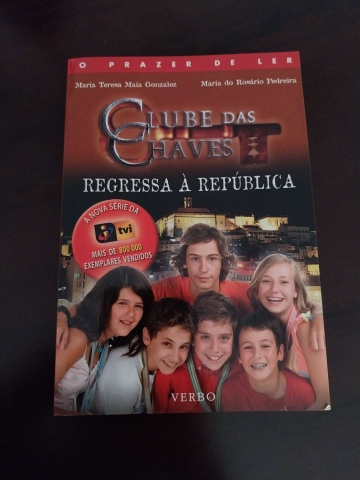 O PRAZER DE LER
Maria Teresa Maia Gonzalez Maria do Rosário Pedreira
CLUBE DAS
CHAVES
REGRESSA À REPÚBLICA
A NOVA SÉRIE DA
tvi
MAIS DE 800 000
EXEMPLARES VENDIDOS
VERBO